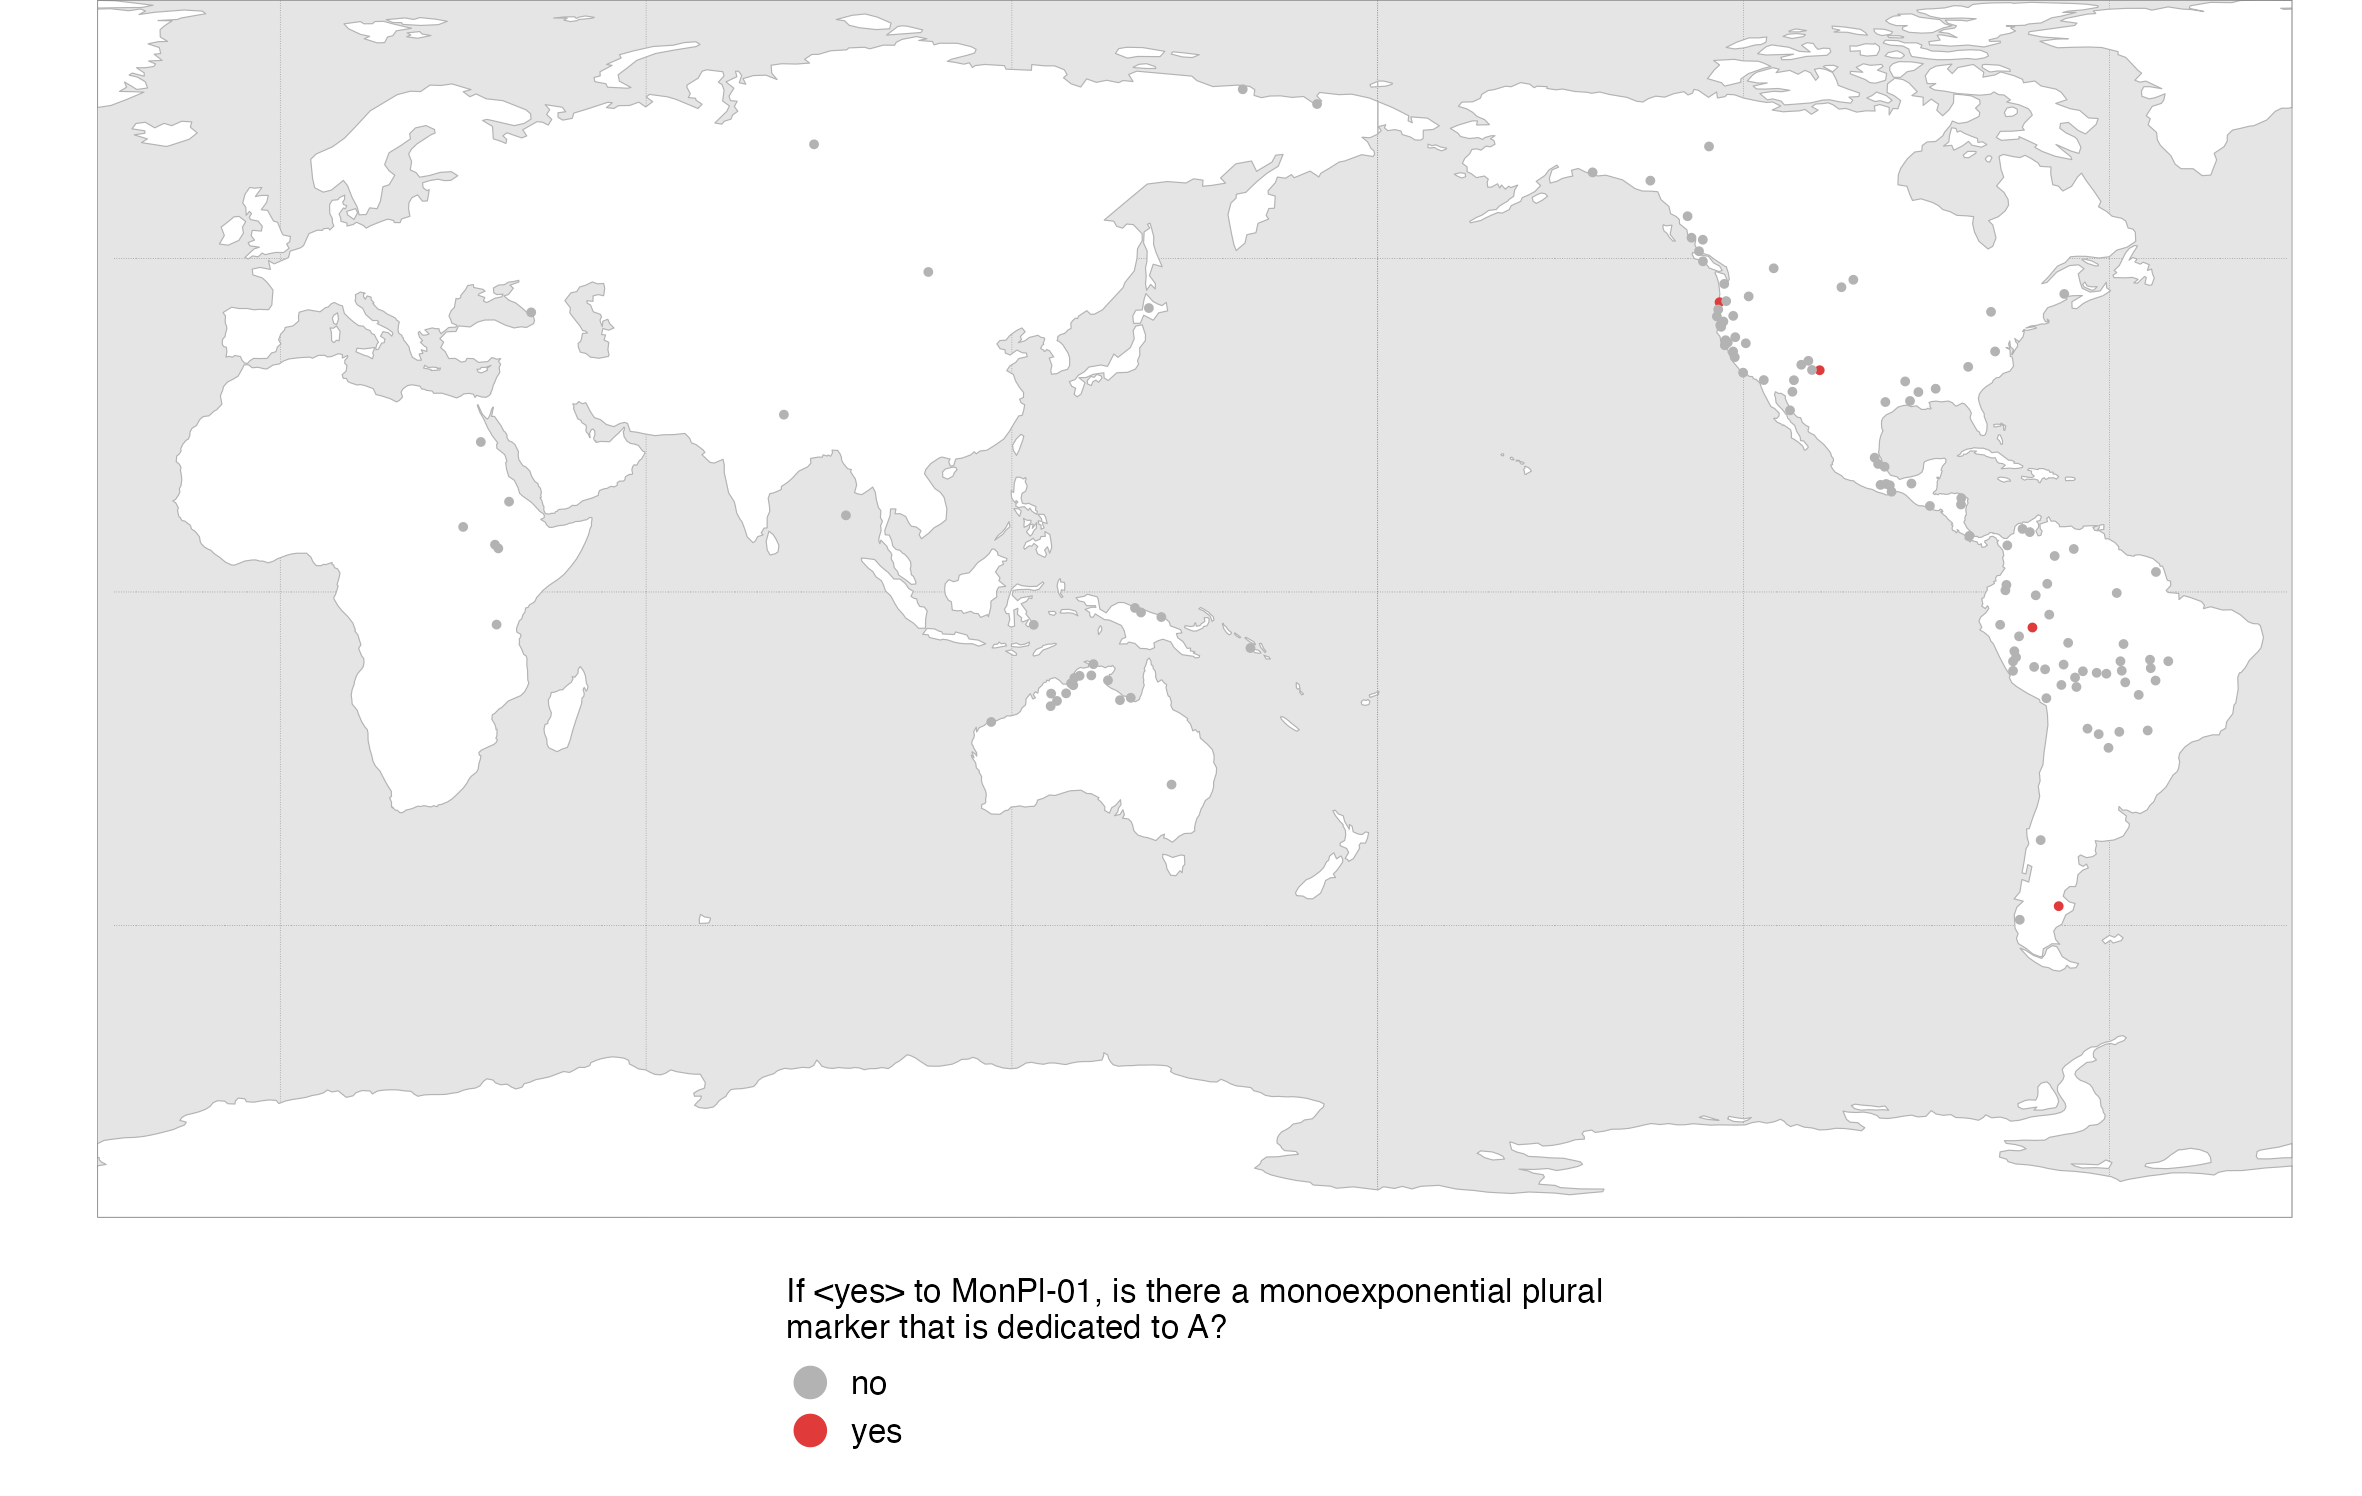 If <yes> to MonPl-01, is there a monoexponential plural
marker that is dedicated to A?
no
yes